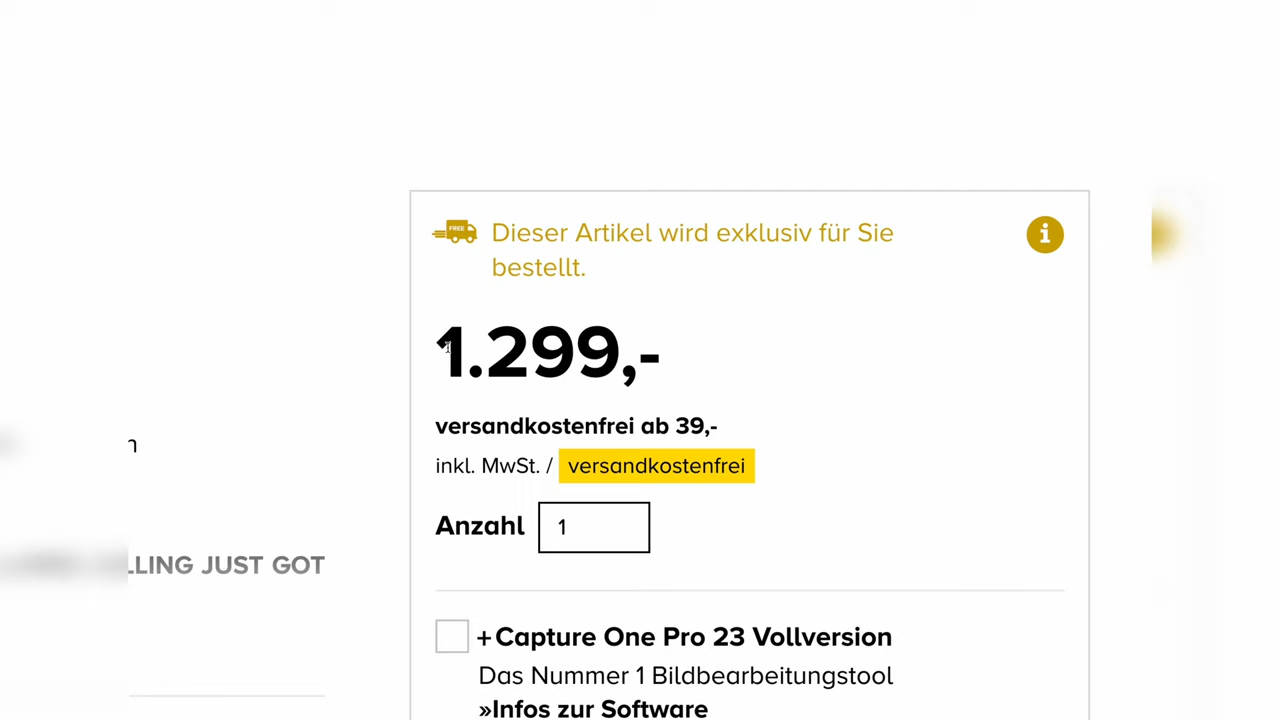 FREE
Dieser Artikel wird exklusiv für Sie
bestellt.
i
1.299,-
versandkostenfrei ab 39,-
inkl. MwSt. / versandkostenfrei
Anzahl 1
LLING JUST GOT
+ Capture One Pro 23 Vollversion
Das Nummer 1 Bildbearbeitungstool
»Infos zur Software